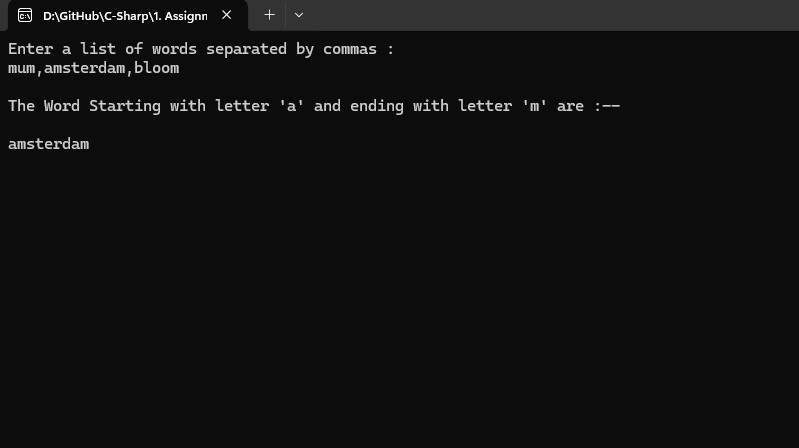 D:\GitHub\C-Sharp\1. Assignm
Enter a list of words separated by commas :
mum,amsterdam,bloom
The Word Starting with letter 'a' and ending with letter 'm' are :--
amsterdam